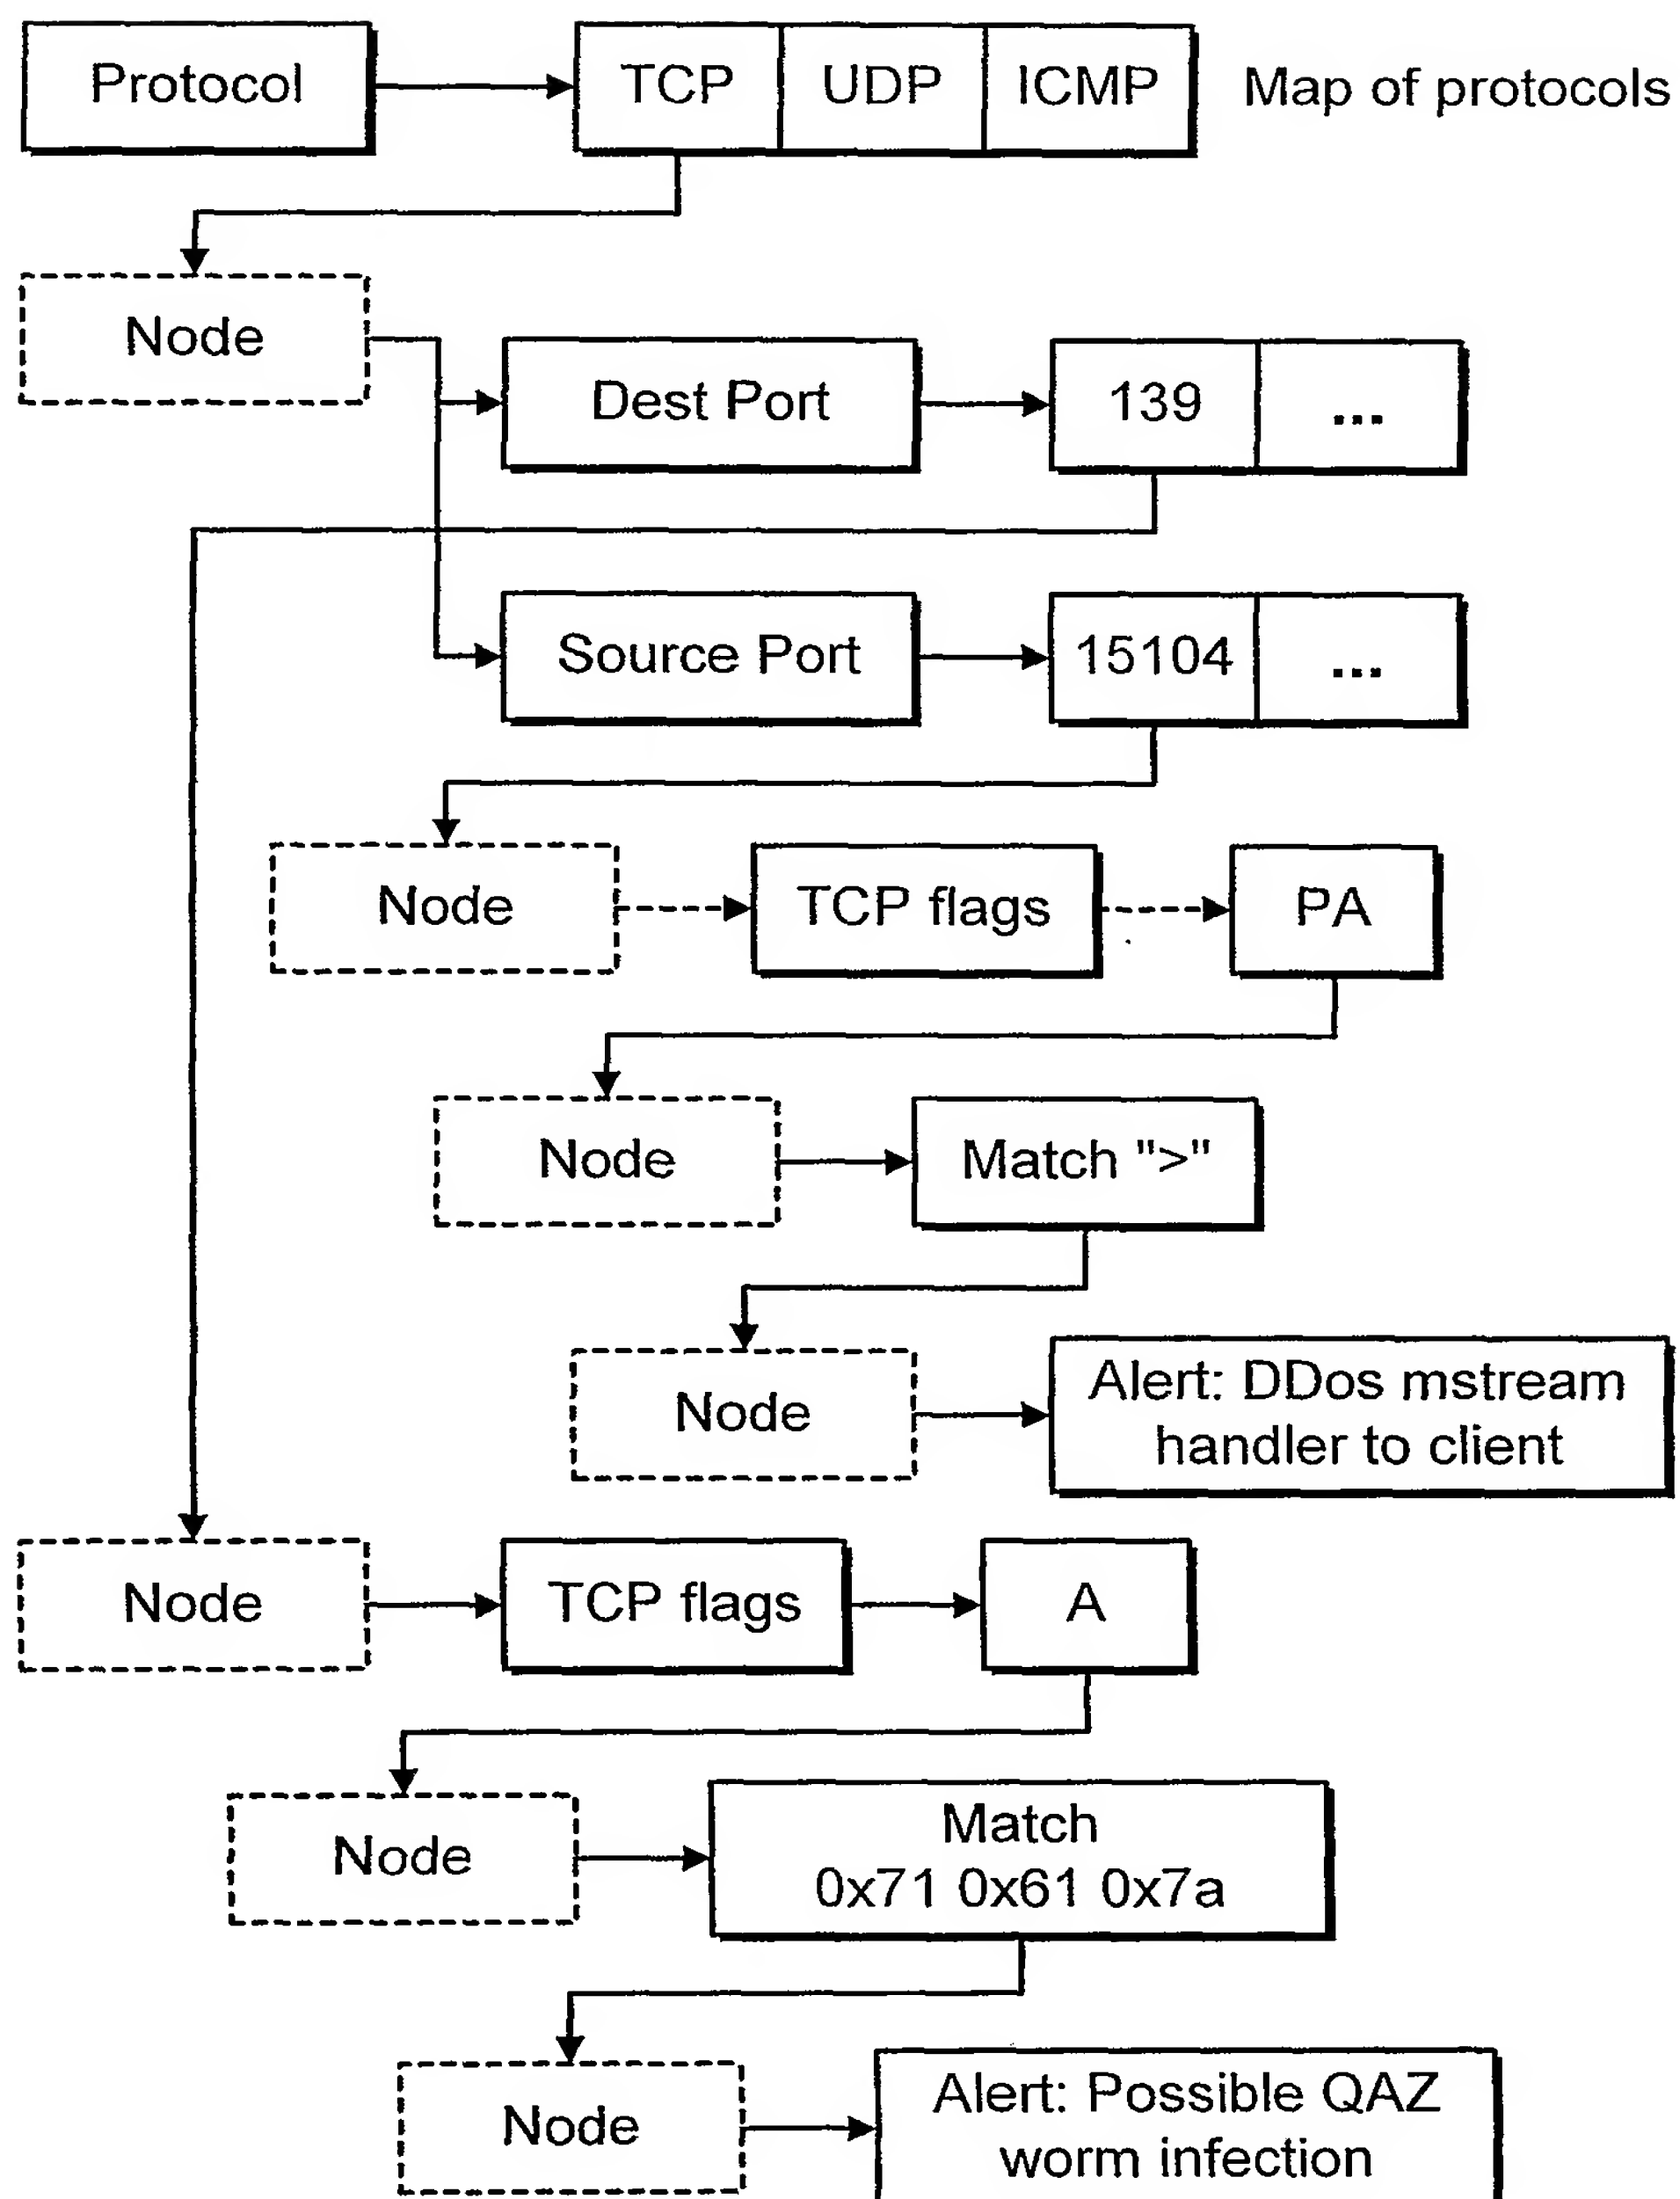 Protocol
TCP UDP ICMP
Map of protocols
Node
Dest Port
139 ...
Source Port
15104 ...
Node
TCP flags
PA
Node
Match ">"
Node
Alert: DDos mstream
handler to client
Node
TCP flags
A
Node
Match
0x71 0x61 0x7a
Node
Alert: Possible QAZ
worm infection